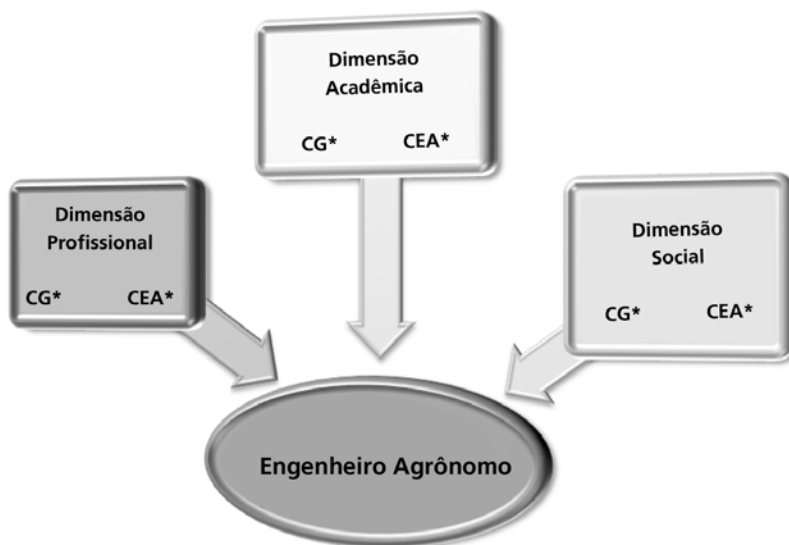 Dimensão
Acadêmica
CG* CEA*
Dimensão
Profissional
CG* CEA*
Dimensão
Social
CG* CEA*
Engenheiro Agrônomo